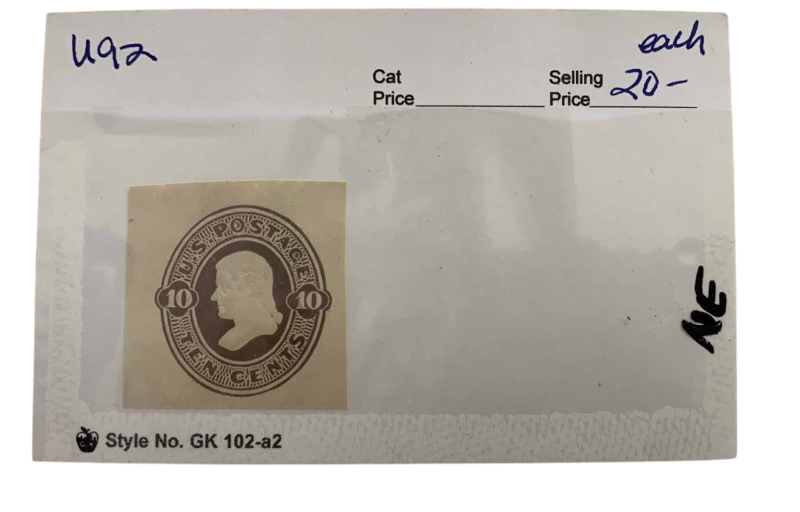 U92
each
Cat
Price
Selling
Price 20-
U.S. POSTAGE
10 10
TEN CENTS
NE
Style No. GK 102-a2